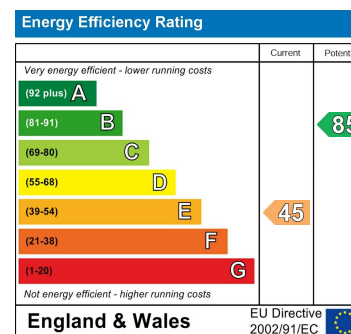 Energy Efficiency Rating
Current
Very energy efficient - lower running costs
(92 plus) A
(81-91) B
85
(69-80) C
(55-68) D
(39-54) E
45
(21-38) F
(1-20) G
Not energy efficient - higher running costs
England & Wales
EU Directive
2002/91/EC